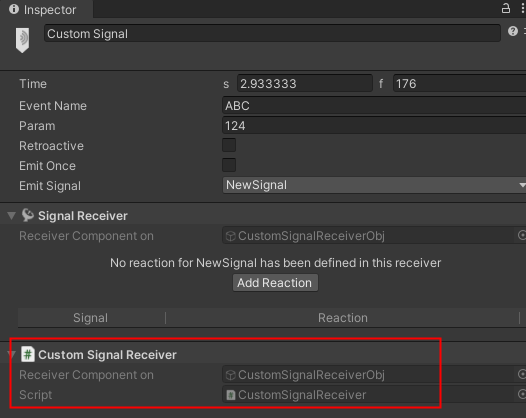 Inspector
Custom Signal
Time s 2.933333 f 176
Event Name ABC
Param 124
Retroactive
Emit Once
Emit Signal NewSignal
Signal Receiver
Receiver Component on CustomSignalReceiverObj
No reaction for NewSignal has been defined in this receiver
Add Reaction
Signal Reaction
# Custom Signal Receiver
Receiver Component on CustomSignalReceiverObj
Script # CustomSignalReceiver